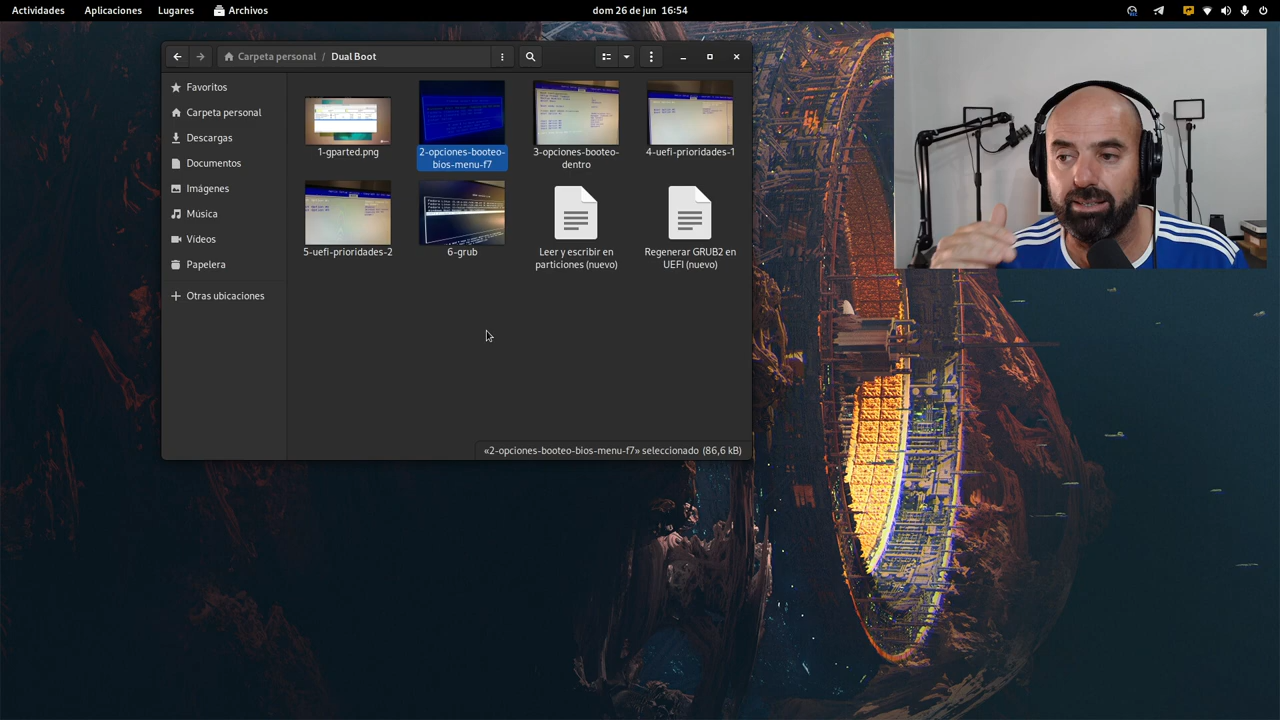 Actividades Aplicaciones Lugares Archivos dom 26 de jun 16:54
Carpeta personal / Dual Boot
Favoritos
Carpeta personal
Descargas
Documentos
Imágenes
Música
Vídeos
Papelera
Otras ubicaciones
1-gparted.png
2-opciones-booteo-
bios-menu-f7
3-opciones-booteo-
dentro
4-uefi-prioridades-1
5-uefi-prioridades-2
6-grub
Leer y escribir en
particiones (nuevo)
Regenerar GRUB2 en
UEFI (nuevo)
«2-opciones-booteo-bios-menu-f7» seleccionado (86,6 kB)